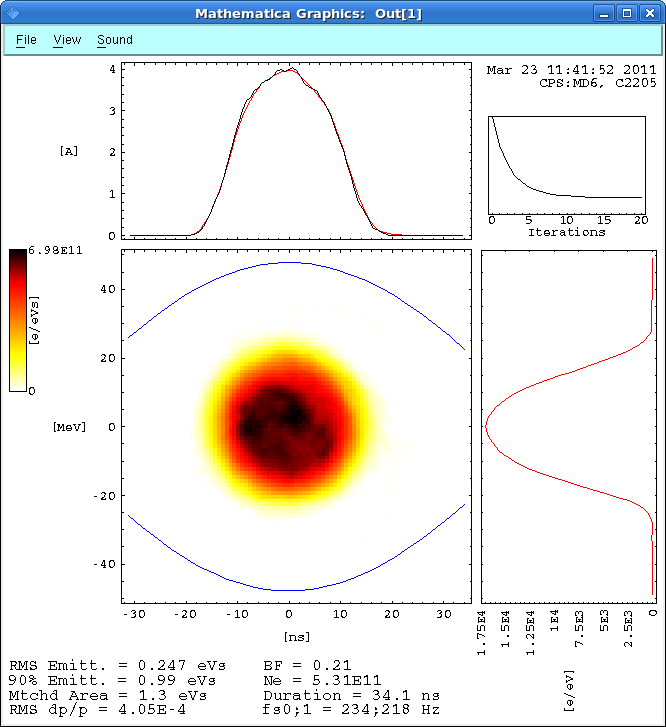 Mathematica Graphics: Out[1]
File View Sound
Mar 23 11:41:52 2011
CPS:MD6, C2205
4
3
2
1
0
[A]
0 5 10 15 20
Iterations
6.98E11
[e/eVs]
0
40
20
0
-20
-40
[MeV]
-30 -20 -10 0 10 20 30
[ns]
1.75E4 1.5E4 1.25E4 1E4 7.5E3 5E3 2.5E3 0
[e/eV]
RMS Emitt. = 0.247 eVs BF = 0.21
90% Emitt. = 0.99 eVs Ne = 5.31E11
Mtchd Area = 1.3 eVs Duration = 34.1 ns
RMS dp/p = 4.05E-4 fs0;1 = 234;218 Hz